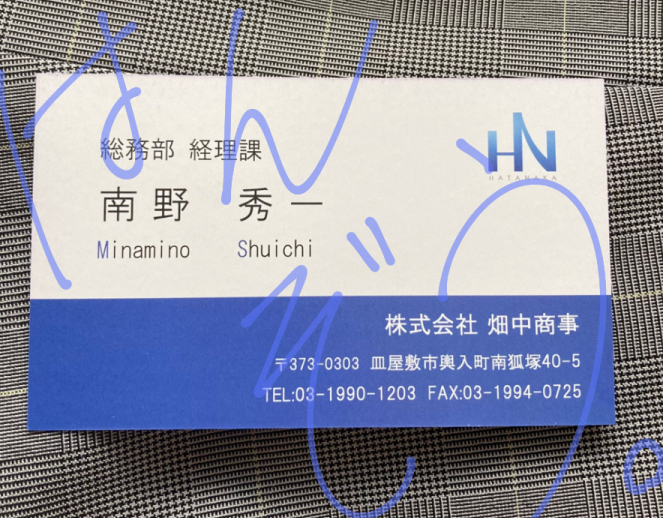 総務部 経理課
南野 秀一
Minamino Shuichi
HN
HATANAKA
株式会社 畑中商事
〒373-0303 皿屋敷市輿入町南狐塚40-5
TEL:03-1990-1203 FAX:03-1994-0725